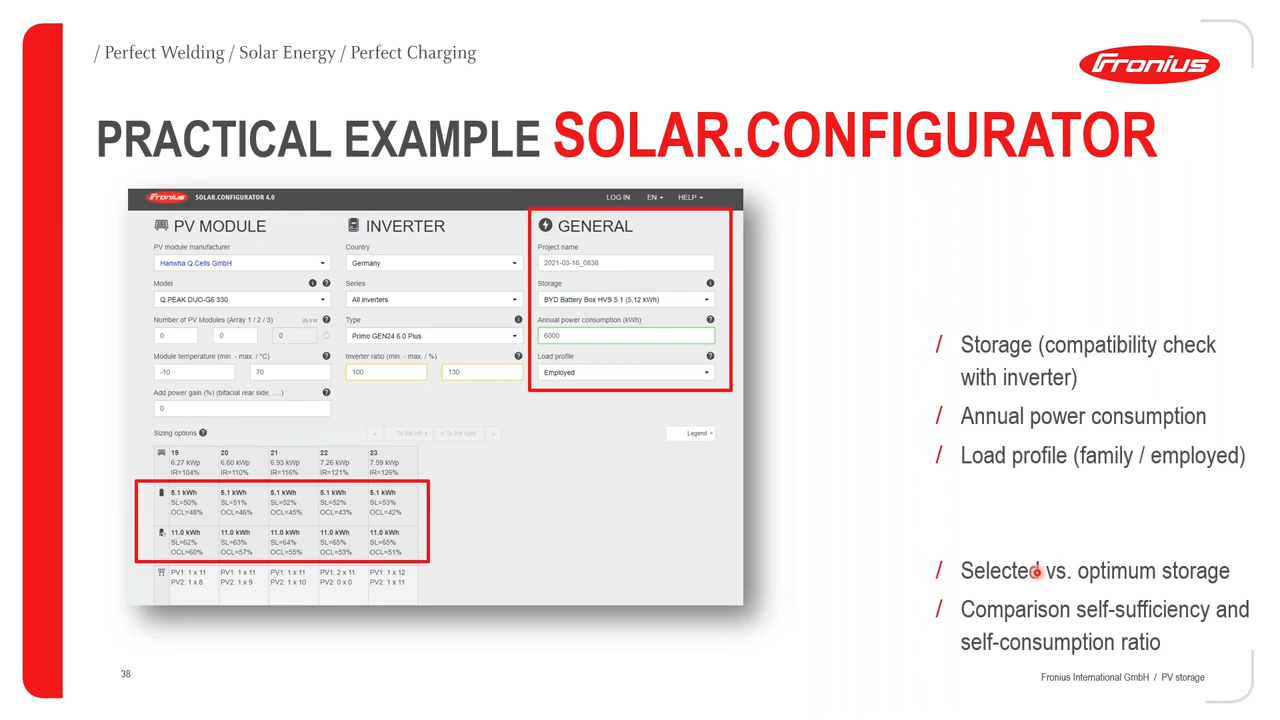 / Perfect Welding / Solar Energy / Perfect Charging
Fronius
PRACTICAL EXAMPLE SOLAR.CONFIGURATOR
Fronius SOLAR.CONFIGURATOR 4.0
LOG IN EN HELP
PV MODULE
PV module manufacturer
Hanwha Q.Cells GmbH
Model
Q.PEAK DUO-G6 330
Number of PV Modules (Array 1 / 2 / 3)
0 0 0
Module temperature (min. - max. / °C)
-10 70
Add power gain (%) (bifacial rear side, ....)
0
INVERTER
Country
Germany
Series
All inverters
Type
Primo GEN24 6.0 Plus
Inverter ratio (min. - max. / %)
100 130
GENERAL
Project name
2021-03-16_0838
Storage
BYD Battery Box HVS 5.1 (5,12 kWh)
Annual power consumption (kWh)
6000
Load profile
Employed
Sizing options
To the left To the right
Legend
19 20 21 22 23
6.27 kWp 6.60 kWp 6.93 kWp 7.26 kWp 7.59 kWp
IR=104% IR=110% IR=116% IR=121% IR=126%
5.1 kWh 5.1 kWh 5.1 kWh 5.1 kWh 5.1 kWh
SL=50% SL=51% SL=52% SL=52% SL=53%
OCL=48% OCL=46% OCL=45% OCL=43% OCL=42%
11.0 kWh 11.0 kWh 11.0 kWh 11.0 kWh 11.0 kWh
SL=62% SL=63% SL=64% SL=65% SL=65%
OCL=60% OCL=57% OCL=55% OCL=53% OCL=51%
PV1: 1 x 11 PV1: 1 x 11 PV1: 1 x 11 PV1: 2 x 11 PV1: 1 x 12
PV2: 1 x 8 PV2: 1 x 9 PV2: 1 x 10 PV2: 0 x 0 PV2: 1 x 11
/ Storage (compatibility check
with inverter)
/ Annual power consumption
/ Load profile (family / employed)
/ Selected vs. optimum storage
/ Comparison self-sufficiency and
self-consumption ratio
38
Fronius International GmbH / PV storage